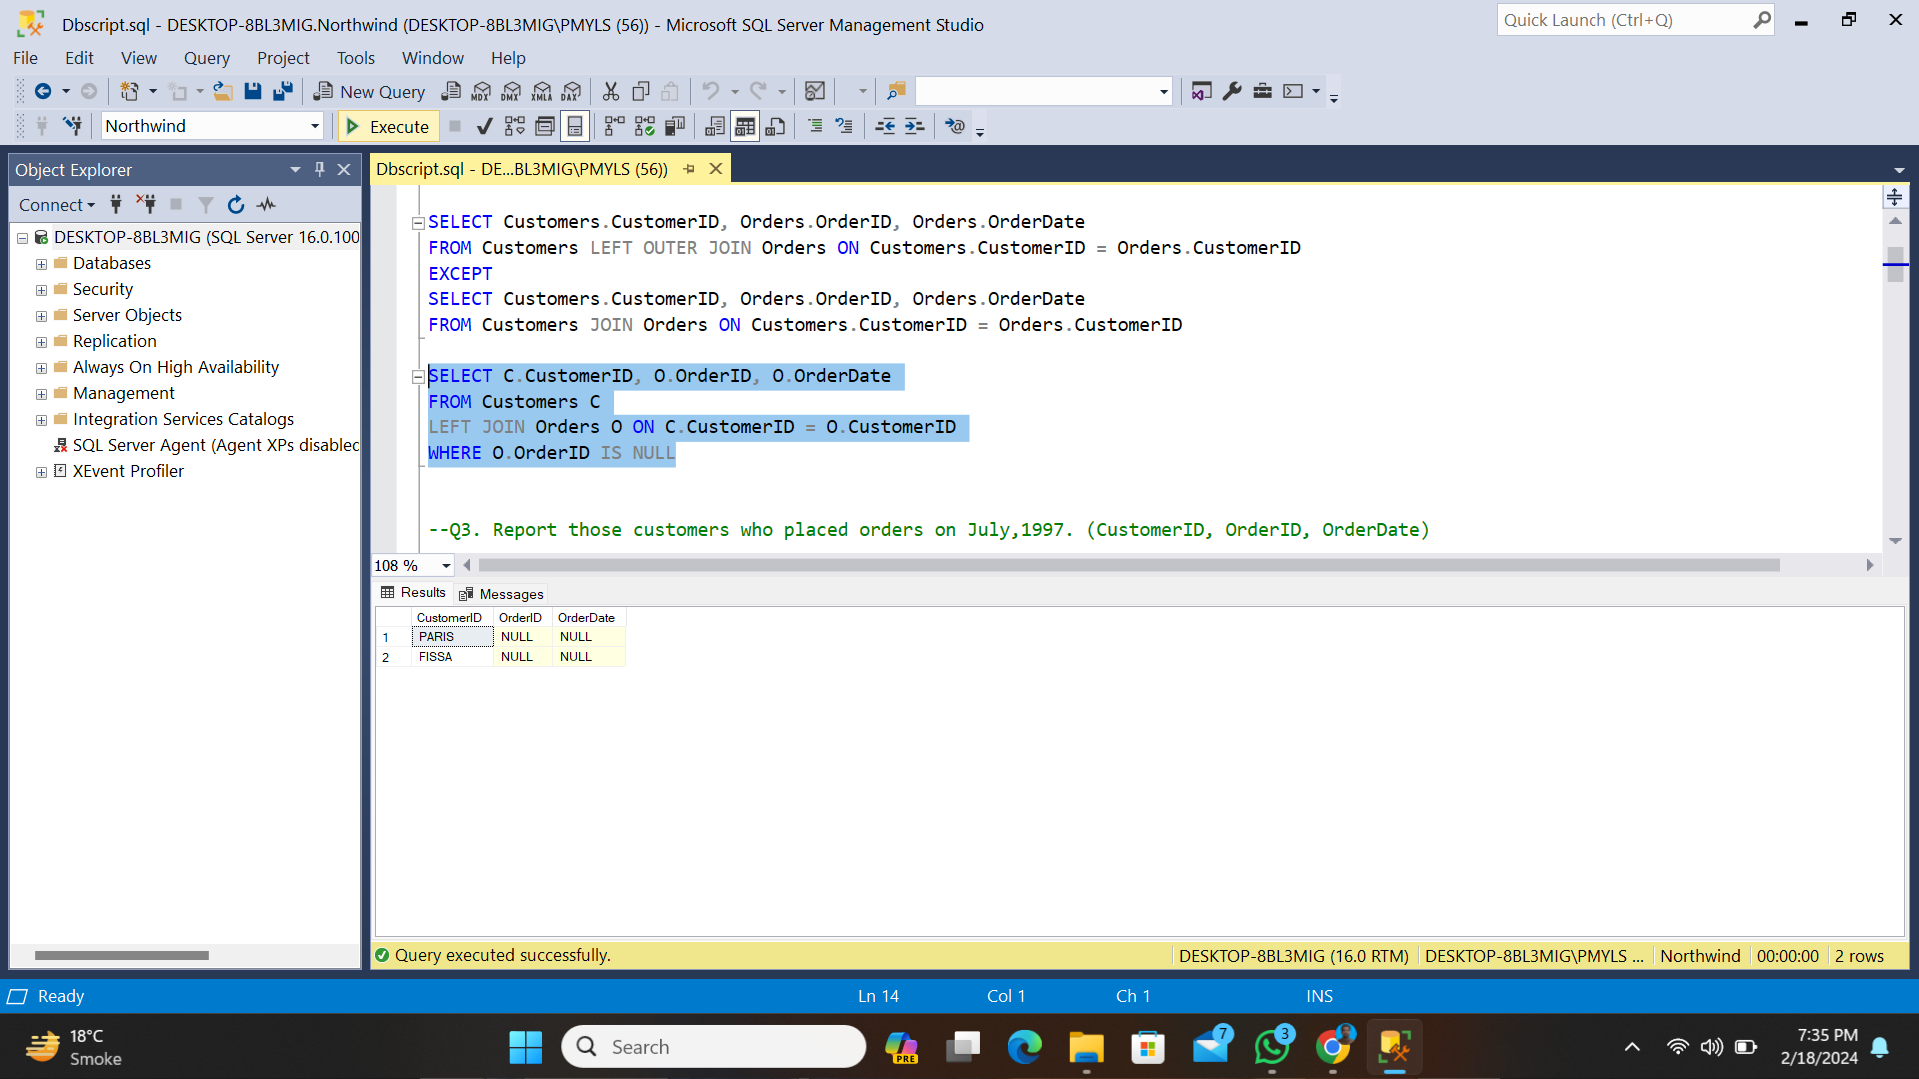 Dbscript.sql - DESKTOP-8BL3MIG.Northwind (DESKTOP-8BL3MIG\PMYLS (56)) - Microsoft SQL Server Management Studio
Quick Launch (Ctrl+Q)
File Edit View Query Project Tools Window Help
New Query
MDX DMX XMLA DAX
Northwind
Execute
Object Explorer
Dbscript.sql - DE...BL3MIG\PMYLS (56))
Connect
DESKTOP-8BL3MIG (SQL Server 16.0.100
Databases
Security
Server Objects
Replication
Always On High Availability
Management
Integration Services Catalogs
SQL Server Agent (Agent XPs disabled
XEvent Profiler
SELECT Customers.CustomerID, Orders.OrderID, Orders.OrderDate
FROM Customers LEFT OUTER JOIN Orders ON Customers.CustomerID = Orders.CustomerID
EXCEPT
SELECT Customers.CustomerID, Orders.OrderID, Orders.OrderDate
FROM Customers JOIN Orders ON Customers.CustomerID = Orders.CustomerID
SELECT C.CustomerID, O.OrderID, O.OrderDate
FROM Customers C
LEFT JOIN Orders O ON C.CustomerID = O.CustomerID
WHERE O.OrderID IS NULL
--Q3. Report those customers who placed orders on July,1997. (CustomerID, OrderID, OrderDate)
108 %
Results Messages
CustomerID OrderID OrderDate
1 PARIS NULL NULL
2 FISSA NULL NULL
Query executed successfully.
DESKTOP-8BL3MIG (16.0 RTM) DESKTOP-8BL3MIG\PMYLS ... Northwind 00:00:00 2 rows
Ready Ln 14 Col 1 Ch 1 INS
18°C
Smoke
Search
PRE
7
3
7:35 PM
2/18/2024